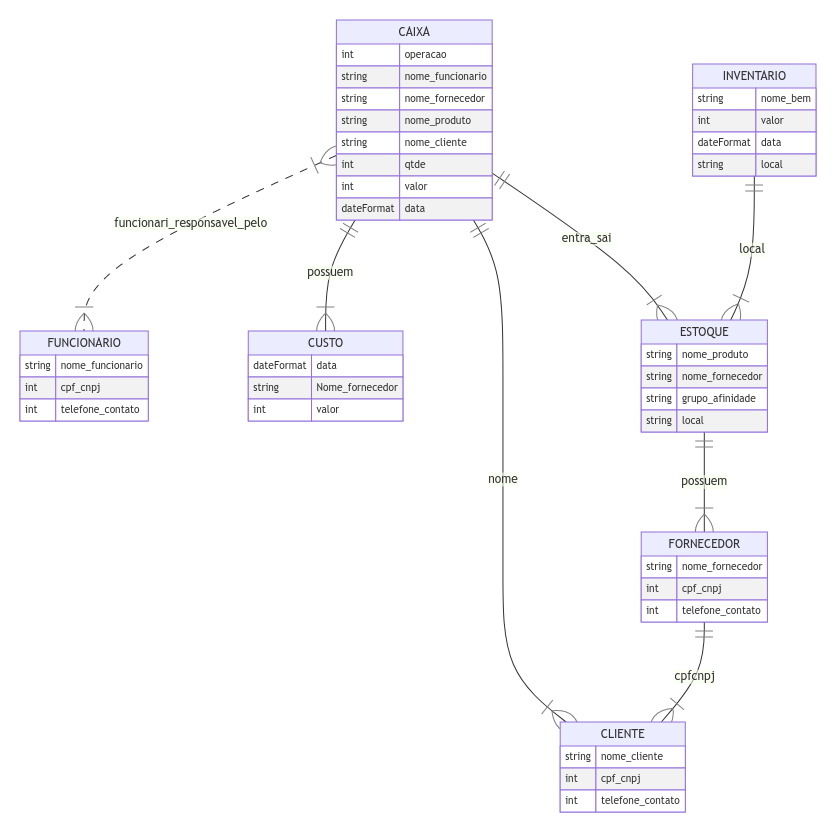 CAIXA
int operacao
string nome_funcionario
string nome_fornecedor
string nome_produto
string nome_cliente
int qtde
int valor
dateFormat data
INVENTARIO
string nome_bem
int valor
dateFormat data
string local
funcionari_responsavel_pelo
entra_sai
local
possuem
FUNCIONARIO
string nome_funcionario
int cpf_cnpj
int telefone_contato
CUSTO
dateFormat data
string Nome_fornecedor
int valor
ESTOQUE
string nome_produto
string nome_fornecedor
string grupo_afinidade
string local
nome
possuem
FORNECEDOR
string nome_fornecedor
int cpf_cnpj
int telefone_contato
cpfcnpj
CLIENTE
string nome_cliente
int cpf_cnpj
int telefone_contato